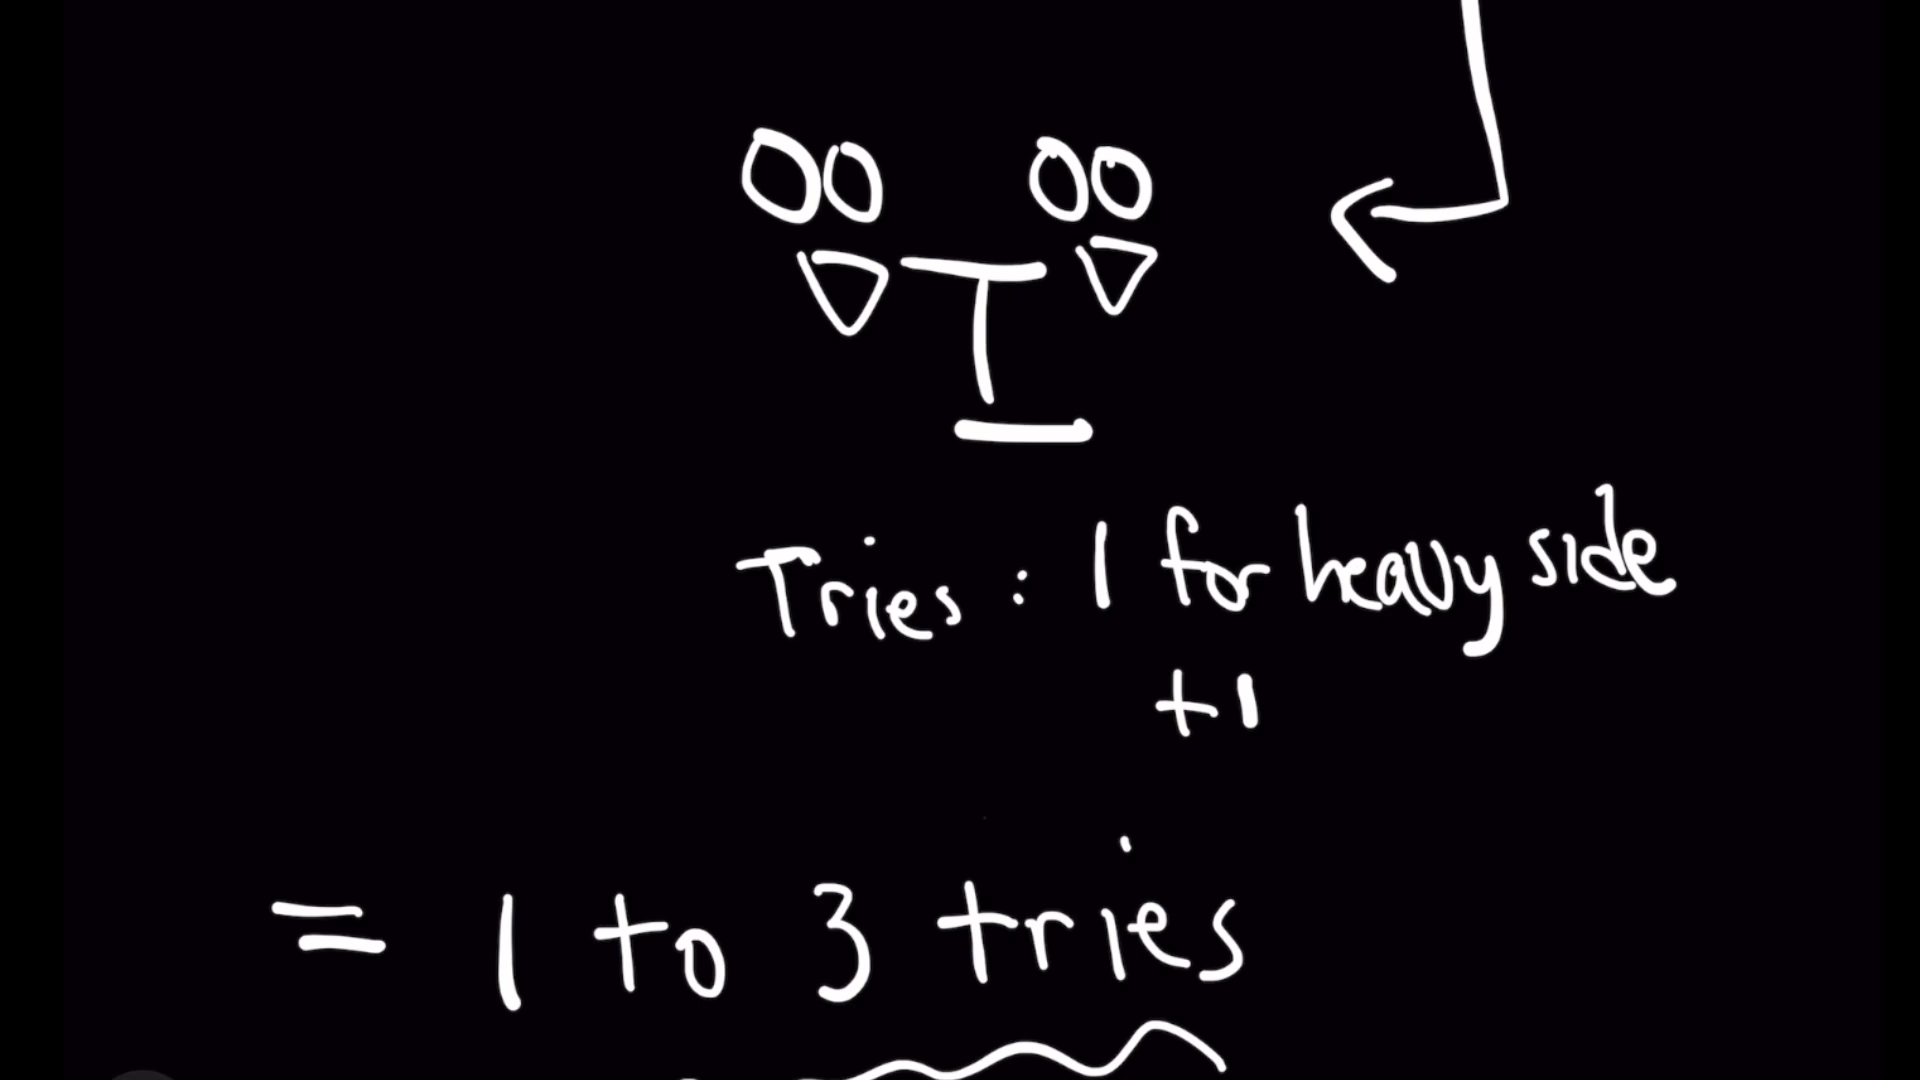 Tries : 1 for heavy side
+1
= 1 to 3 tries